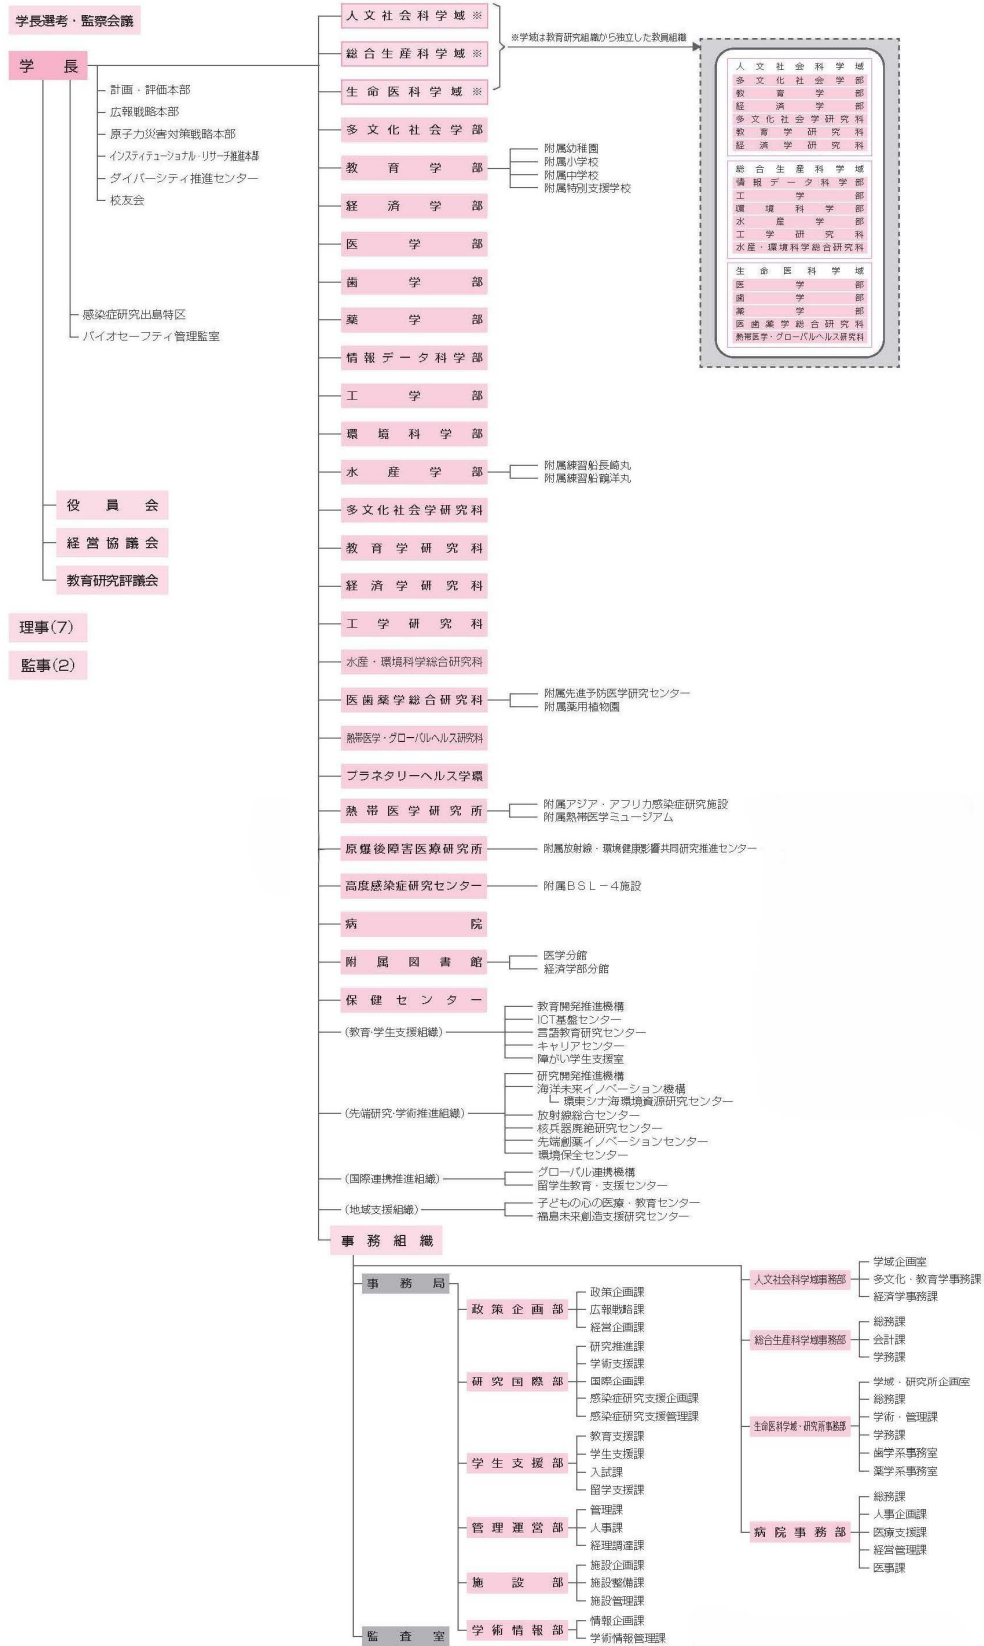 学長選考・監察会議
学長
計画・評価本部
広報戦略本部
原子力災害対策戦略本部
インスティテューショナル・リサーチ推進本部
ダイバーシティ推進センター
校友会
感染症研究出島特区
バイオセーフティ管理監室
役員会
経営協議会
教育研究評議会
理事(7)
監事(2)
人文社会科学域※
総合生産科学域※
生命医科学域※
※学域は教育研究組織から独立した教員組織
人文社会科学域
多文化社会学部
教育学部
経済学部
多文化社会学研究科
教育学研究科
経済学研究科
総合生産科学域
情報データ科学部
工学部
環境科学部
水産学部
工学研究科
水産・環境科学総合研究科
生命医科学域
医学部
歯学部
薬学部
医歯薬学総合研究科
熱帯医学・グローバルヘルス研究科
多文化社会学部
教育学部
附属幼稚園
附属小学校
附属中学校
附属特別支援学校
経済学部
医学部
歯学部
薬学部
情報データ科学部
工学部
環境科学部
水産学部
附属練習船長崎丸
附属練習船鶴洋丸
多文化社会学研究科
教育学研究科
経済学研究科
工学研究科
水産・環境科学総合研究科
医歯薬学総合研究科
附属先進予防医学研究センター
附属薬用植物園
熱帯医学・グローバルヘルス研究科
プラネタリーヘルス学環
熱帯医学研究所
附属アジア・アフリカ感染症研究施設
附属熱帯医学ミュージアム
原爆後障害医療研究所
附属放射線・環境健康影響共同研究推進センター
高度感染症研究センター
附属BSL-4施設
病院
附属図書館
医学分館
経済学部分館
保健センター
(教育・学生支援組織)
教育開発推進機構
ICT基盤センター
言語教育研究センター
キャリアセンター
障がい学生支援室
(先端研究・学術推進組織)
研究開発推進機構
海洋未来イノベーション機構
環東シナ海環境資源研究センター
放射線総合センター
核兵器廃絶研究センター
先端創薬イノベーションセンター
環境保全センター
(国際連携推進組織)
グローバル連携機構
留学生教育・支援センター
(地域支援組織)
子どもの心の医療・教育センター
福島未来創造支援研究センター
事務組織
事務局
政策企画部
政策企画課
広報戦略課
経営企画課
研究国際部
研究推進課
学術支援課
国際企画課
感染症研究支援企画課
感染症研究支援管理課
学生支援部
教育支援課
学生支援課
入試課
留学支援課
管理運営部
管理課
人事課
経理調達課
施設部
施設企画課
施設整備課
施設管理課
学術情報部
情報企画課
学術情報管理課
監査室
人文社会科学域事務部
学域企画室
多文化・教育学事務課
経済学事務課
総合生産科学域事務部
総務課
会計課
学務課
生命医科学域・研究所事務部
学域・研究所企画室
総務課
学術・管理課
学務課
歯学系事務室
薬学系事務室
病院事務部
総務課
人事企画課
医療支援課
経営管理課
医事課